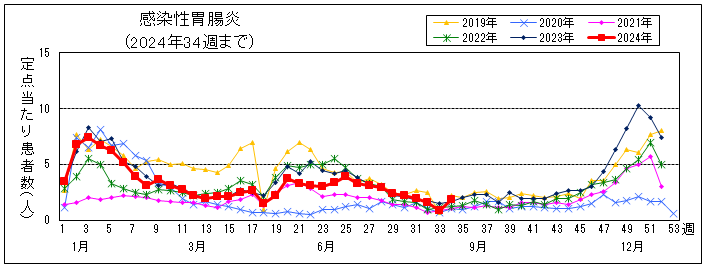 感染性胃腸炎
(2024年34週まで)
2019年 2020年 2021年
2022年 2023年 2024年
定点当たり患者数(人)
15
10
5
0
1 3 5 7 9 11 13 15 17 19 21 23 25 27 29 31 33 35 37 39 41 43 45 47 49 51 53 週
1月 3月 6月 9月 12月